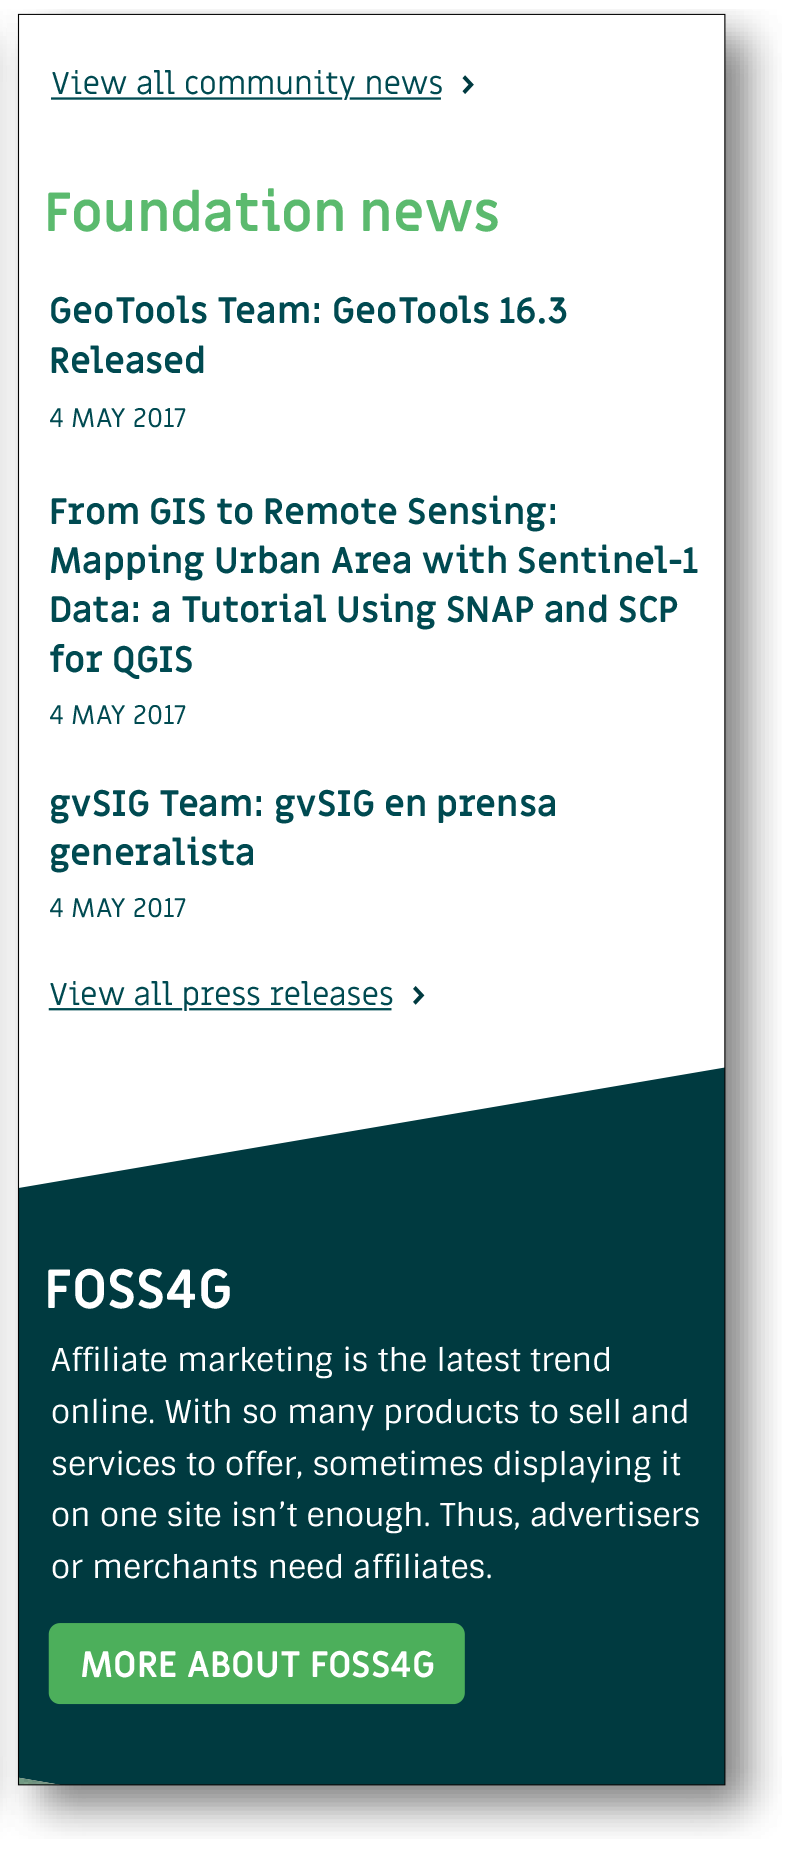 View all community news
Foundation news
GeoTools Team: GeoTools 16.3
Released
4 MAY 2017
From GIS to Remote Sensing:
Mapping Urban Area with Sentinel-1
Data: a Tutorial Using SNAP and SCP
for QGIS
4 MAY 2017
gvSIG Team: gvSIG en prensa
generalista
4 MAY 2017
View all press releases
FOSS4G
Affiliate marketing is the latest trend
online. With so many products to sell and
services to offer, sometimes displaying it
on one site isn’t enough. Thus, advertisers
or merchants need affiliates.
MORE ABOUT FOSS4G